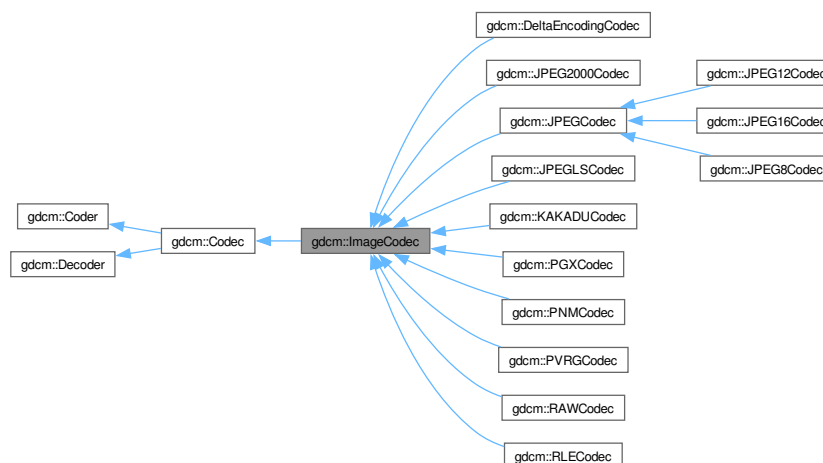 gdcm::DeltaEncodingCodec
gdcm::JPEG2000Codec
gdcm::JPEG12Codec
gdcm::JPEGCodec
gdcm::JPEG16Codec
gdcm::JPEGLSCodec
gdcm::JPEG8Codec
gdcm::Coder
gdcm::KAKADUCodec
gdcm::Codec
gdcm::ImageCodec
gdcm::Decoder
gdcm::PGXCodec
gdcm::PNMCodec
gdcm::PVRGCodec
gdcm::RAWCodec
gdcm::RLECodec